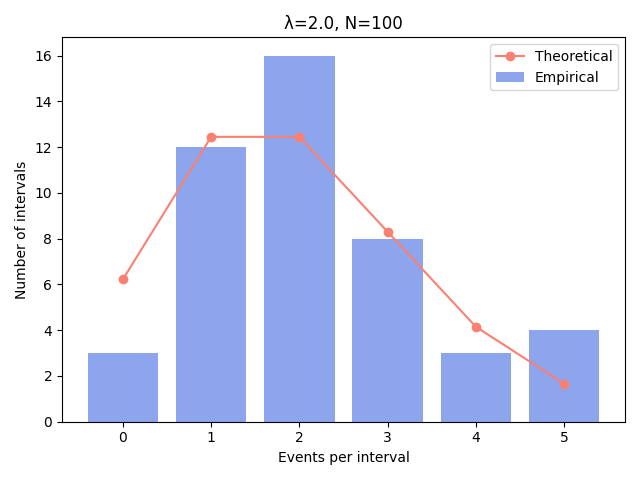 λ=2.0, N=100
Theoretical
Empirical
Number of intervals
16
14
12
10
8
6
4
2
0
0 1 2 3 4 5
Events per interval